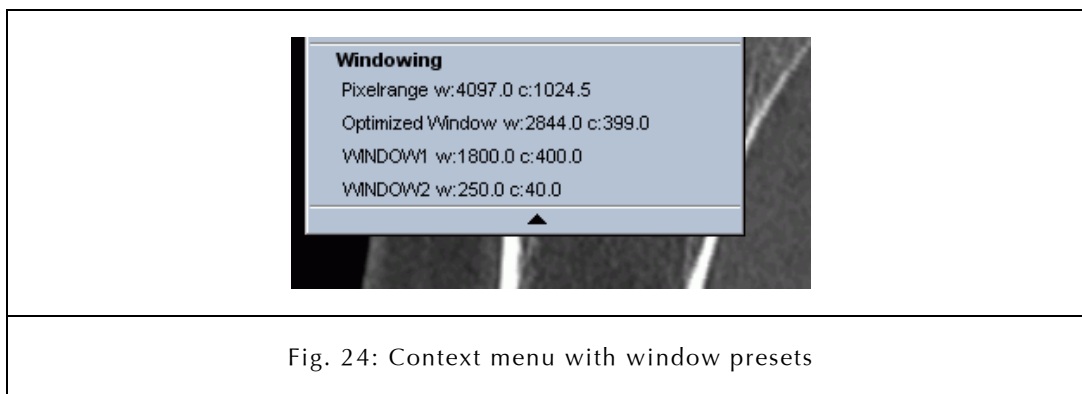 Windowing
Pixelrange w:4097.0 c:1024.5
Optimized Window w:2844.0 c:399.0
WINDOW1 w:1800.0 c:400.0
WINDOW2 w:250.0 c:40.0
Fig. 24: Context menu with window presets